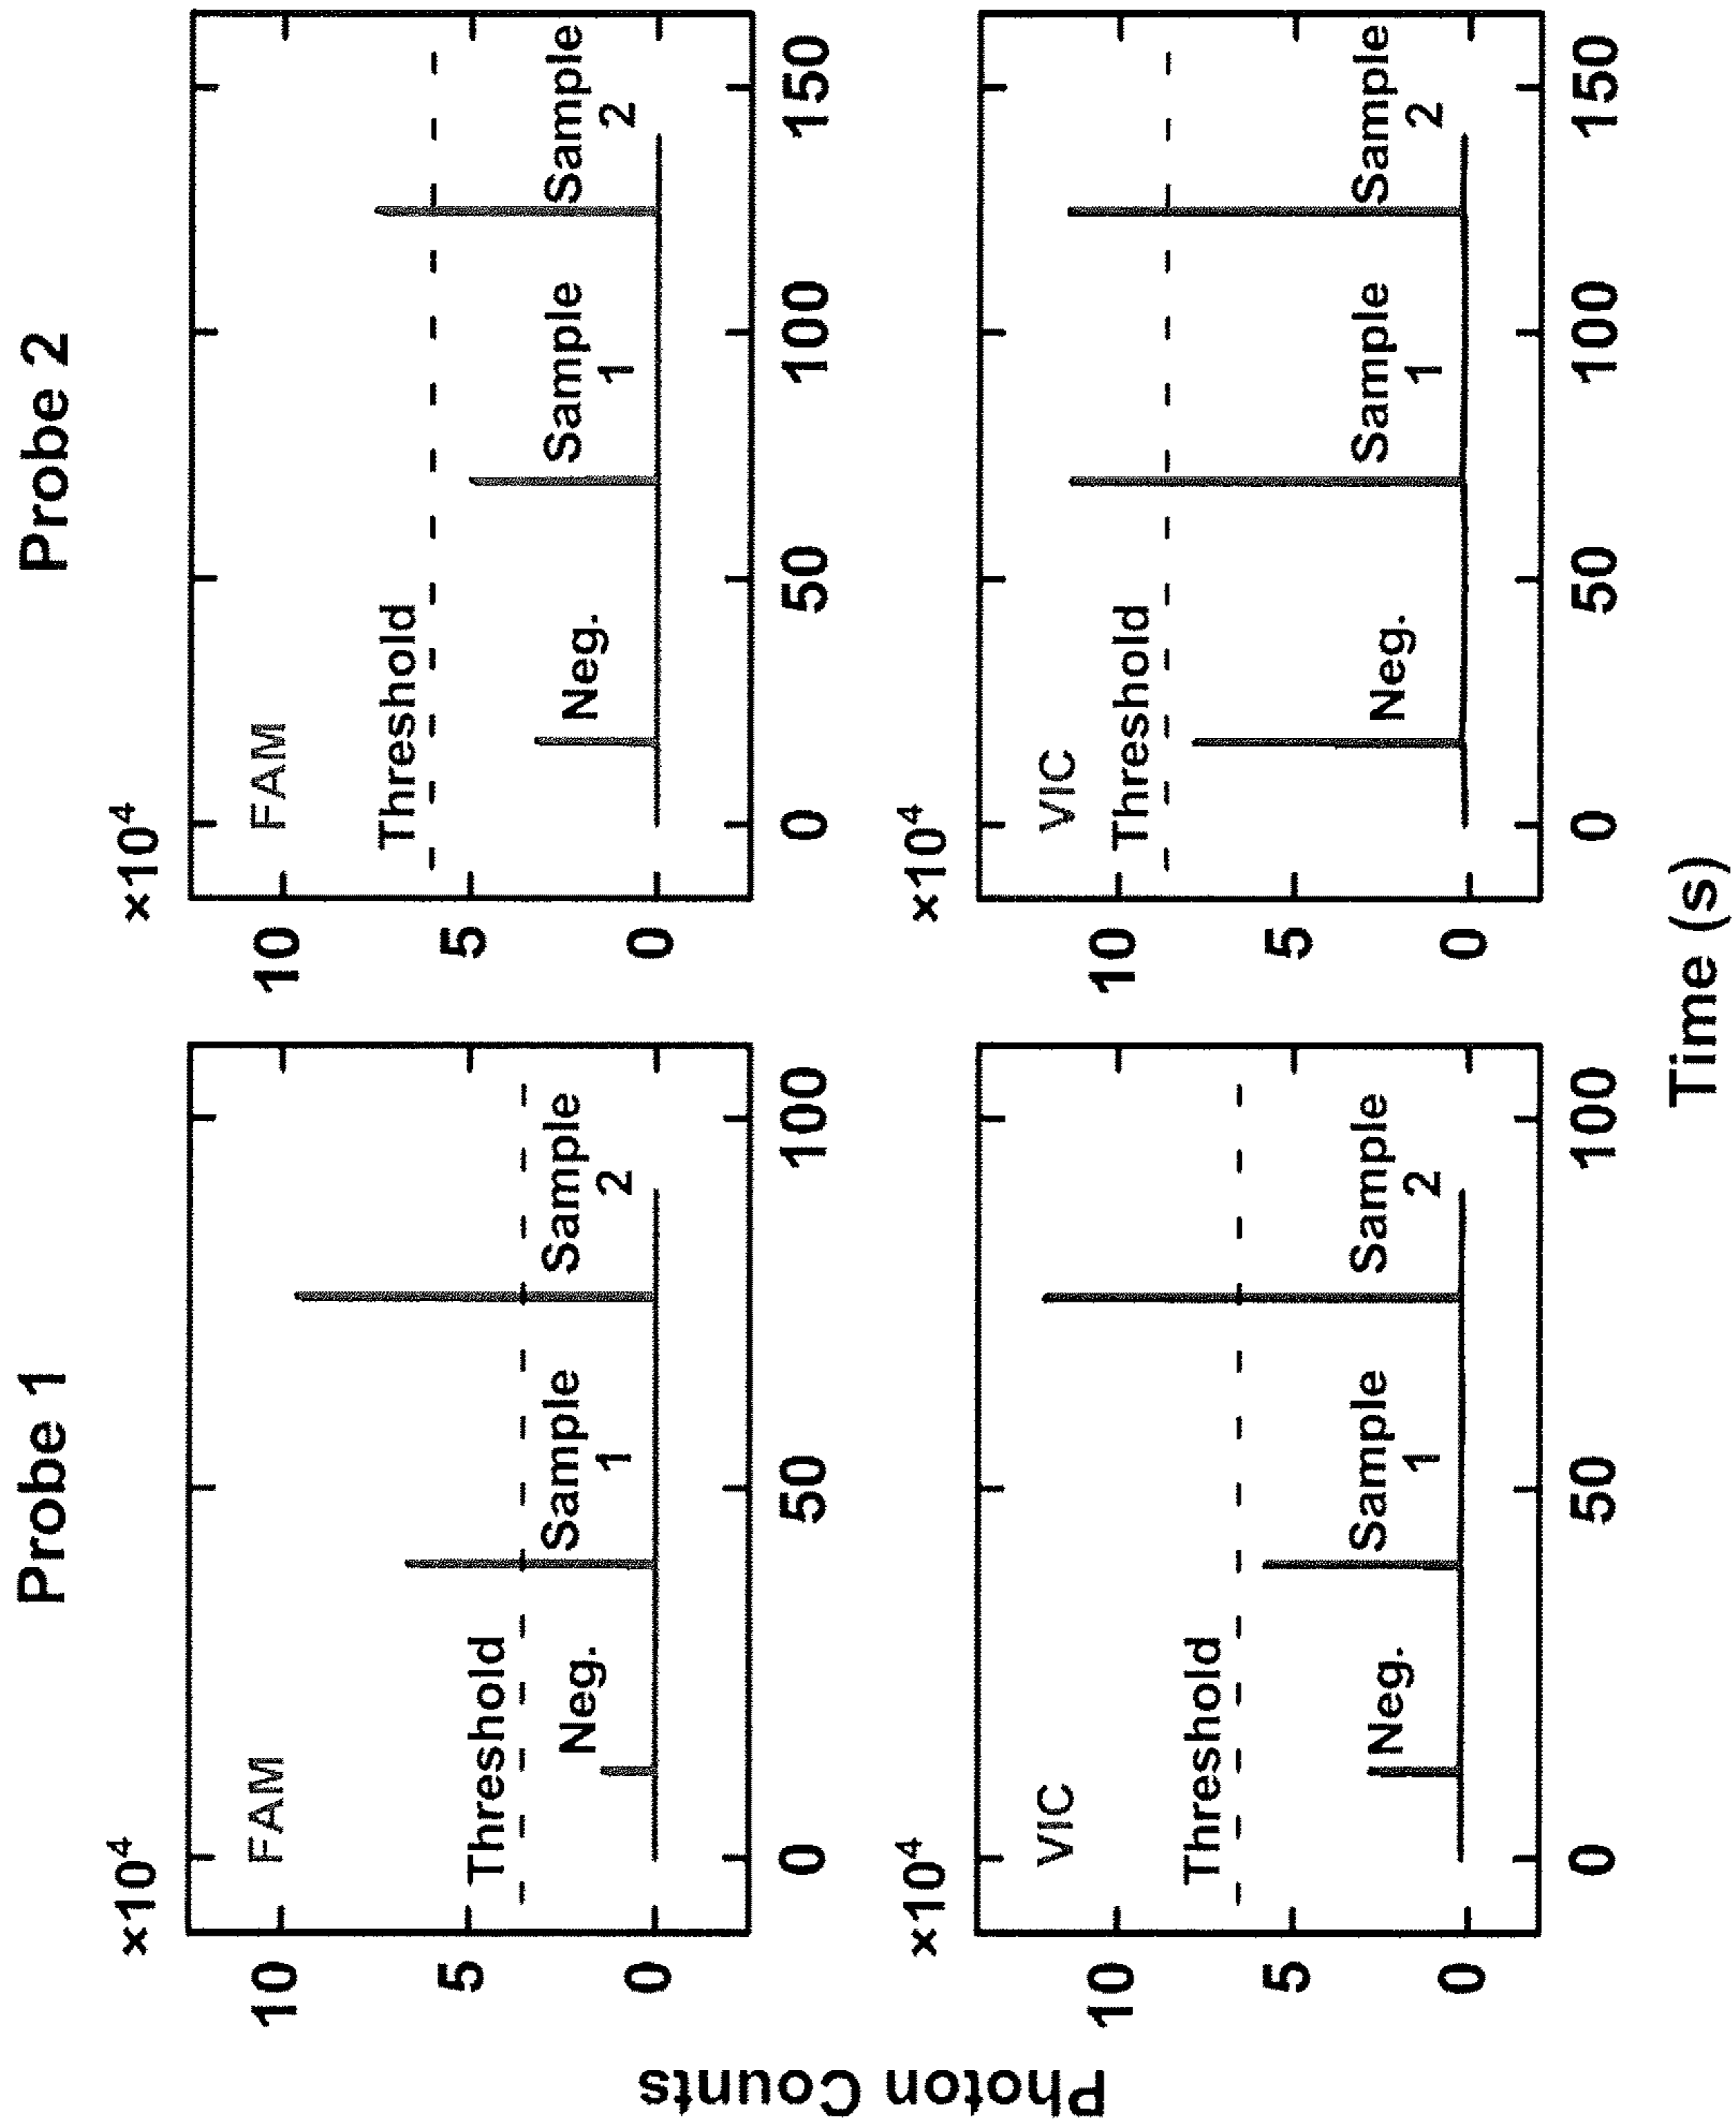 Probe 1
Probe 2
Photon Counts
×10⁴
FAM
10
5
0
Threshold
Neg.
Sample
1
Sample
2
0
50
100
×10⁴
FAM
10
5
0
Threshold
Neg.
Sample
1
Sample
2
0
50
100
150
×10⁴
VIC
10
5
0
Threshold
Neg.
Sample
1
Sample
2
0
50
100
×10⁴
VIC
10
5
0
Threshold
Neg.
Sample
1
Sample
2
0
50
100
150
Time (s)